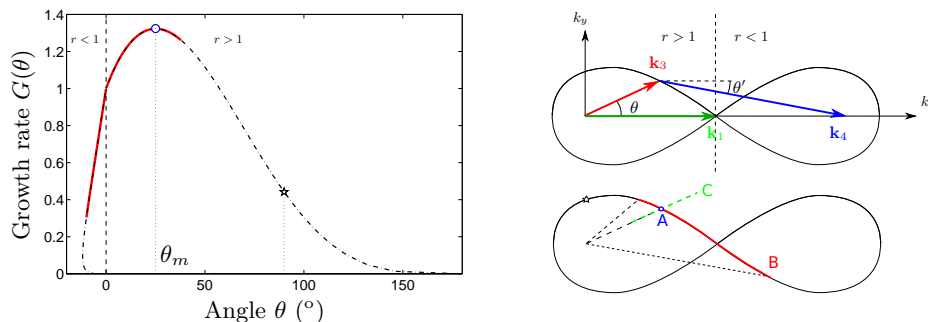 r < 1
r > 1
1.4
1.2
1
0.8
0.6
0.4
0.2
0
Growth rate G(θ)
θm
0
50
100
150
Angle θ (°)
ky
r > 1
r < 1
k3
θ′
θ
k1
k4
k
C
A
B